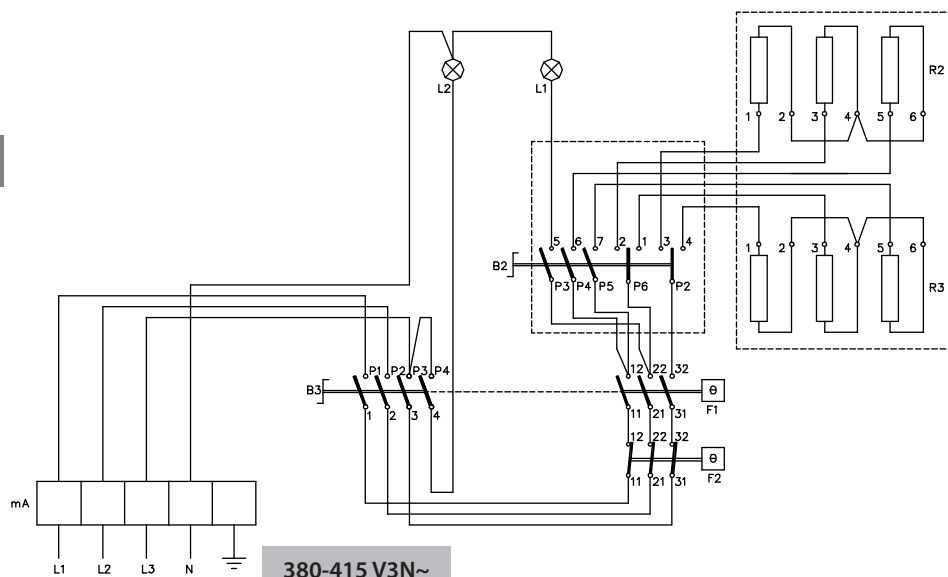 L2 L1
R2
1 2 3 4 5 6
5 6 7 2 1 3 4
B2
P3 P4 P5 P6 P2
1 2 3 4 5 6
R3
P1 P2 P3 P4
B3
1 2 3 4
12 22 32
θ
F1
11 21 31
12 22 32
θ
F2
11 21 31
mA
L1 L2 L3 N
380-415 V3N~